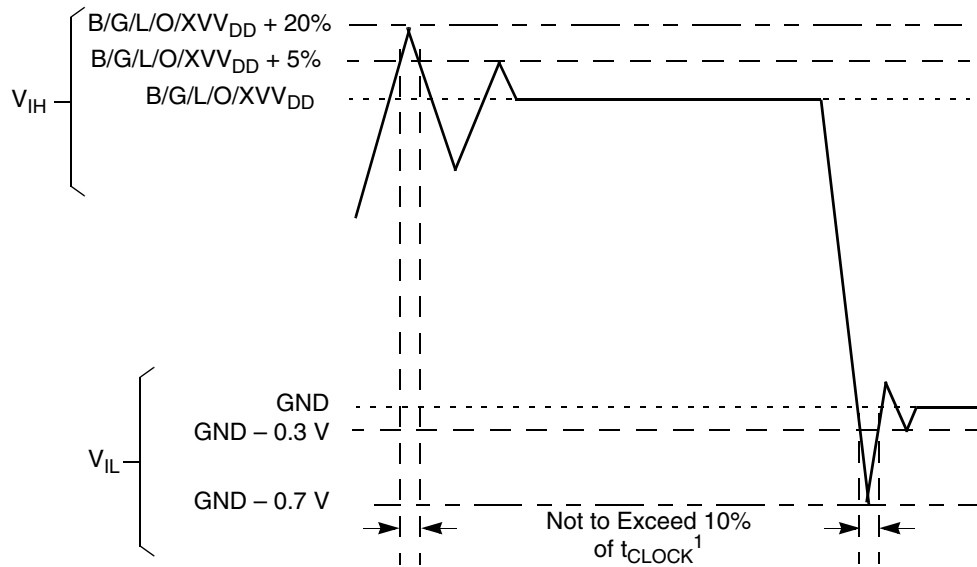 B/G/L/O/XVV_DD + 20%
B/G/L/O/XVV_DD + 5%
V_IH
B/G/L/O/XVV_DD
GND
GND – 0.3 V
V_IL
GND – 0.7 V
Not to Exceed 10%
of t_CLOCK^1